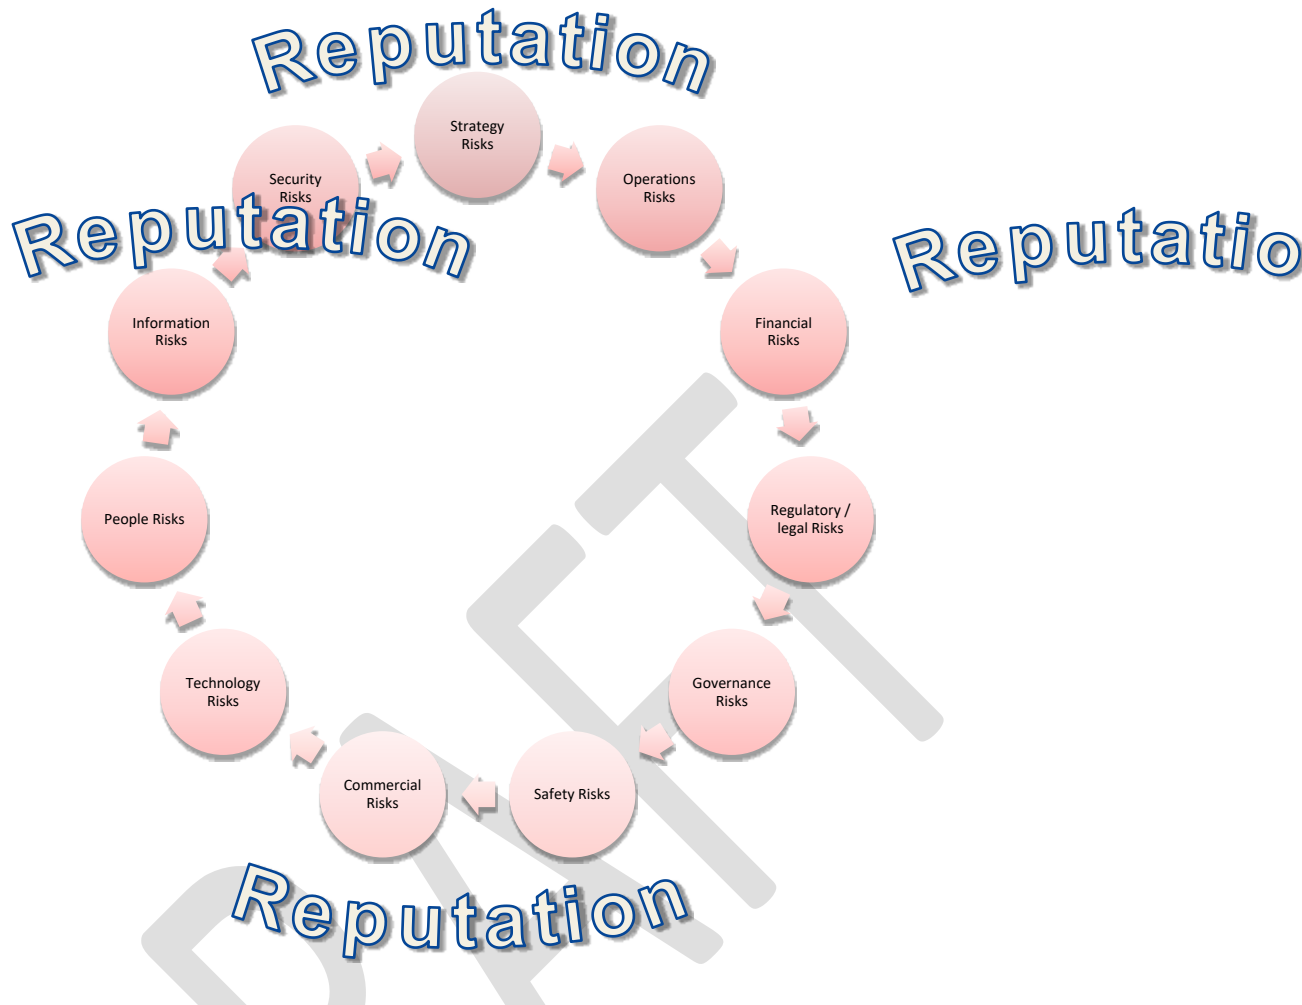 Reputation
Strategy
Risks
Security
Risks
Operations
Risks
Reputation
Reputatio
Information
Risks
Financial
Risks
People Risks
Regulatory /
legal Risks
Technology
Risks
Governance
Risks
Commercial
Risks
Safety Risks
Reputation
RAFT